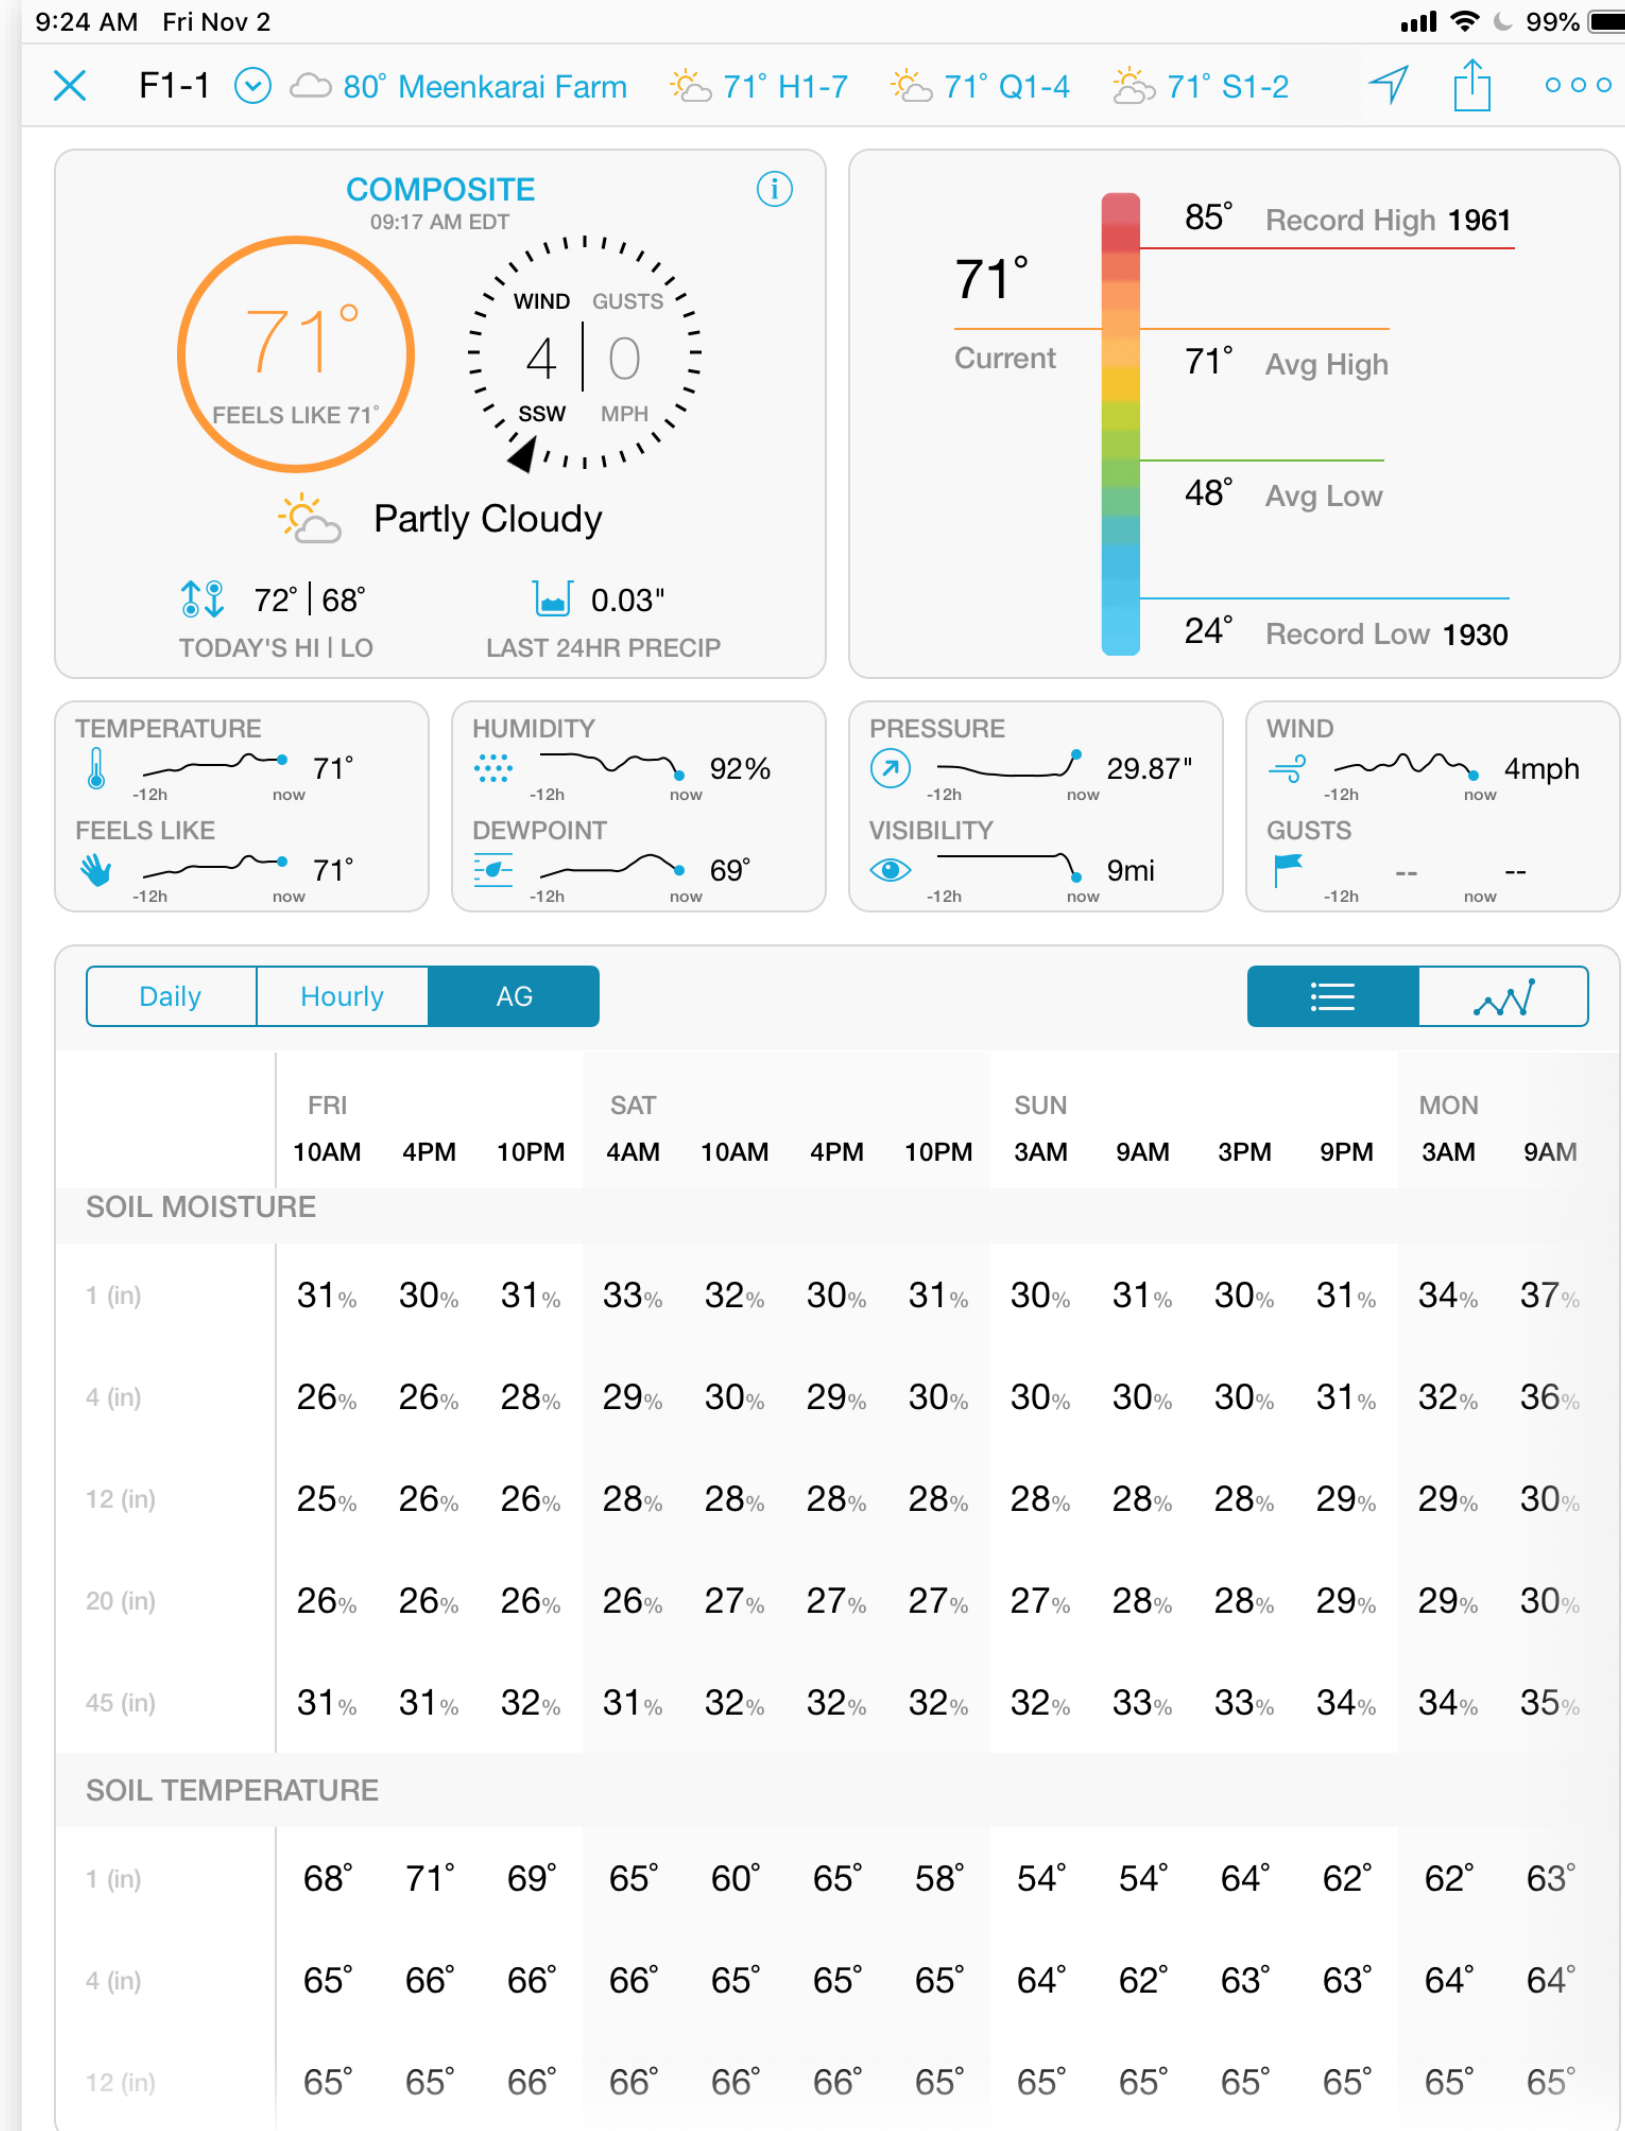 9:24 AM Fri Nov 2 99%
F1-1 80° Meenkarai Farm 71° H1-7 71° Q1-4 71° S1-2
COMPOSITE
09:17 AM EDT
71°
FEELS LIKE 71°
WIND GUSTS
4 0
SSW MPH
Partly Cloudy
72° | 68°
TODAY'S HI | LO
0.03"
LAST 24HR PRECIP
85° Record High 1961
71°
Current
71° Avg High
48° Avg Low
24° Record Low 1930
TEMPERATURE
71°
-12h now
FEELS LIKE
71°
-12h now
HUMIDITY
92%
-12h now
DEWPOINT
69°
-12h now
PRESSURE
29.87"
-12h now
VISIBILITY
9mi
-12h now
WIND
4mph
-12h now
GUSTS
-- --
-12h now
Daily Hourly AG
FRI SAT SUN MON
10AM 4PM 10PM 4AM 10AM 4PM 10PM 3AM 9AM 3PM 9PM 3AM 9AM
SOIL MOISTURE
1 (in) 31% 30% 31% 33% 32% 30% 31% 30% 31% 30% 31% 34% 37%
4 (in) 26% 26% 28% 29% 30% 29% 30% 30% 30% 30% 31% 32% 36%
12 (in) 25% 26% 26% 28% 28% 28% 28% 28% 28% 28% 29% 29% 30%
20 (in) 26% 26% 26% 26% 27% 27% 27% 27% 28% 28% 29% 29% 30%
45 (in) 31% 31% 32% 31% 32% 32% 32% 32% 33% 33% 34% 34% 35%
SOIL TEMPERATURE
1 (in) 68° 71° 69° 65° 60° 65° 58° 54° 54° 64° 62° 62° 63°
4 (in) 65° 66° 66° 66° 65° 65° 65° 64° 62° 63° 63° 64° 64°
12 (in) 65° 65° 66° 66° 66° 66° 65° 65° 65° 65° 65° 65° 65°